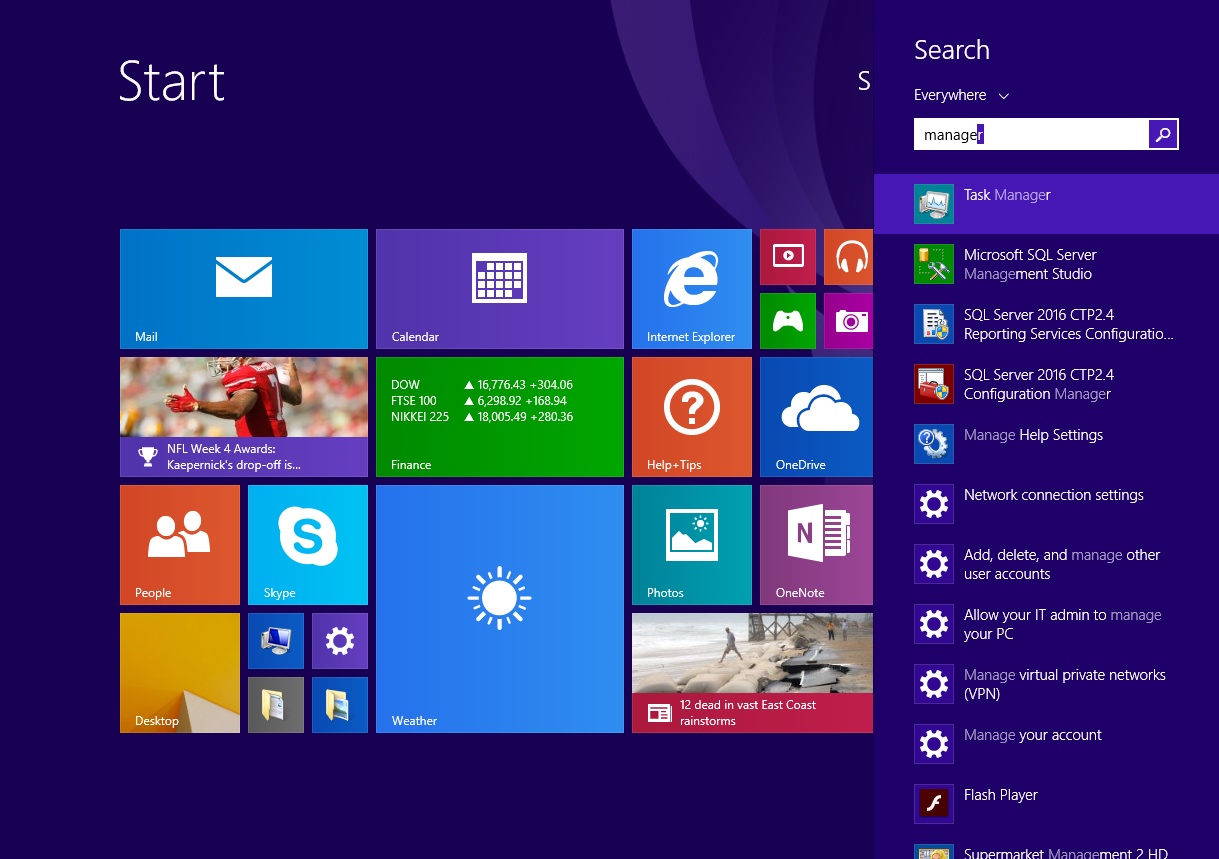 Start
S
Mail
Calendar
Internet Explorer
NFL Week 4 Awards:
Kaepernick's drop-off is...
DOW 16,776.43 +304.06
FTSE 100 6,298.92 +168.94
NIKKEI 225 18,005.49 +280.36
Finance
Help+Tips
OneDrive
People
Skype
Weather
Photos
N
OneNote
Desktop
12 dead in vast East Coast
rainstorms
Search
Everywhere
manager
Task Manager
Microsoft SQL Server
Management Studio
SQL Server 2016 CTP2.4
Reporting Services Configuratio...
SQL Server 2016 CTP2.4
Configuration Manager
Manage Help Settings
Network connection settings
Add, delete, and manage other
user accounts
Allow your IT admin to manage
your PC
Manage virtual private networks
(VPN)
Manage your account
Flash Player
Supermarket Management 2 HD